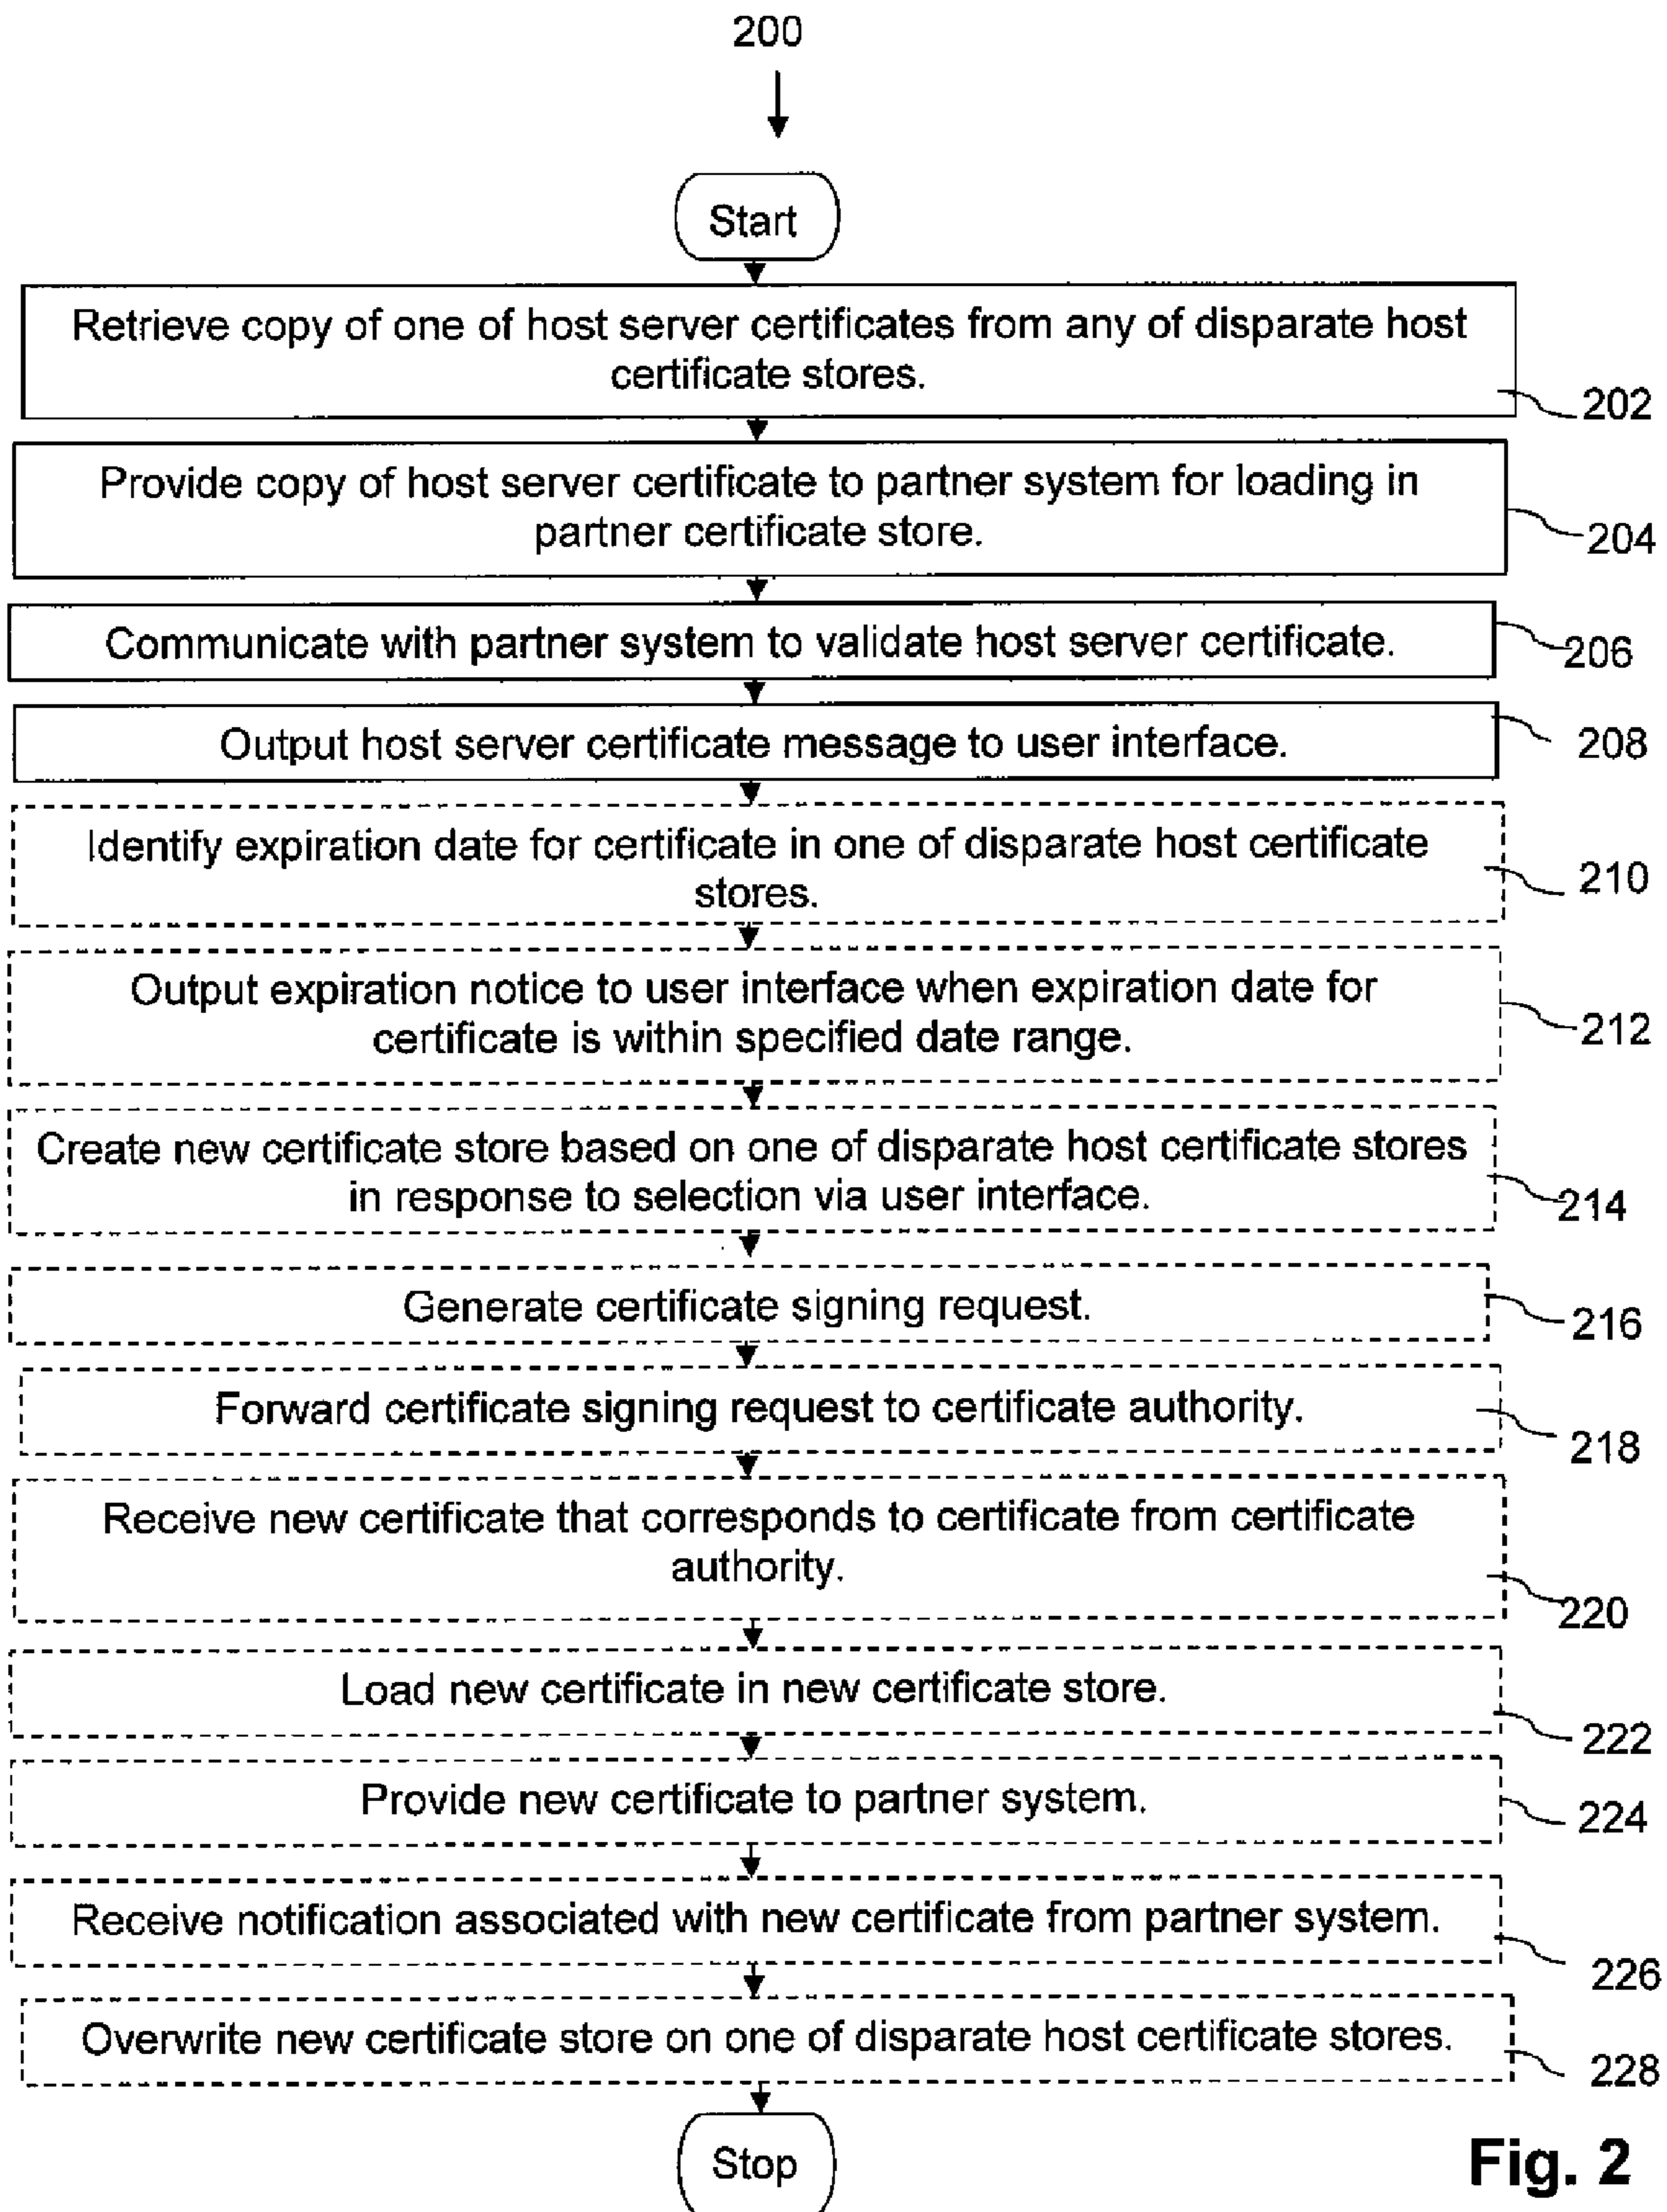 200
Start
Retrieve copy of one of host server certificates from any of disparate host
certificate stores.
202
Provide copy of host server certificate to partner system for loading in
partner certificate store.
204
Communicate with partner system to validate host server certificate.
206
Output host server certificate message to user interface.
208
Identify expiration date for certificate in one of disparate host certificate
stores.
210
Output expiration notice to user interface when expiration date for
certificate is within specified date range.
212
Create new certificate store based on one of disparate host certificate stores
in response to selection via user interface.
214
Generate certificate signing request.
216
Forward certificate signing request to certificate authority.
218
Receive new certificate that corresponds to certificate from certificate
authority.
220
Load new certificate in new certificate store.
222
Provide new certificate to partner system.
224
Receive notification associated with new certificate from partner system.
226
Overwrite new certificate store on one of disparate host certificate stores.
228
Stop
Fig. 2